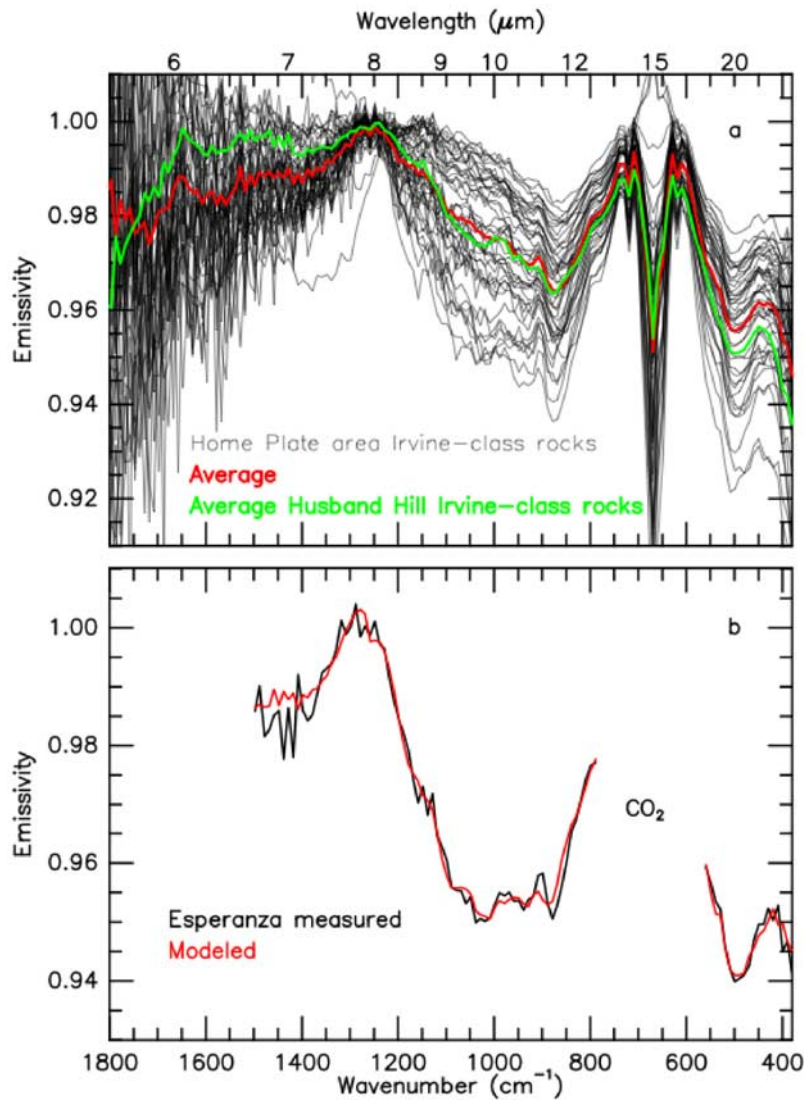 Wavelength (μm)
6 7 8 9 10 12 15 20
1.00
0.98
0.96
0.94
0.92
Emissivity
a
Home Plate area Irvine-class rocks
Average
Average Husband Hill Irvine-class rocks
1.00
0.98
0.96
0.94
Emissivity
b
CO₂
Esperanza measured
Modeled
1800 1600 1400 1200 1000 800 600 400
Wavenumber (cm⁻¹)